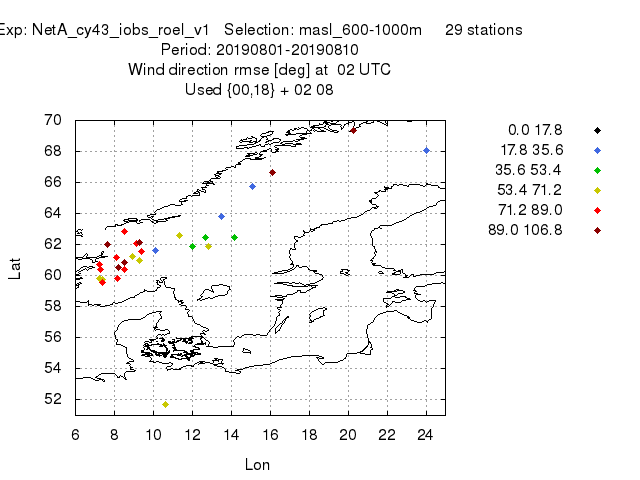 Exp: NetA_cy43_iobs_roel_v1 Selection: masl_600-1000m 29 stations
Period: 20190801-20190810
Wind direction rmse [deg] at 02 UTC
Used {00,18} + 02 08
70
68
66
64
62
60
58
56
54
52
Lat
6 8 10 12 14 16 18 20 22 24
Lon
0.0 17.8
17.8 35.6
35.6 53.4
53.4 71.2
71.2 89.0
89.0 106.8